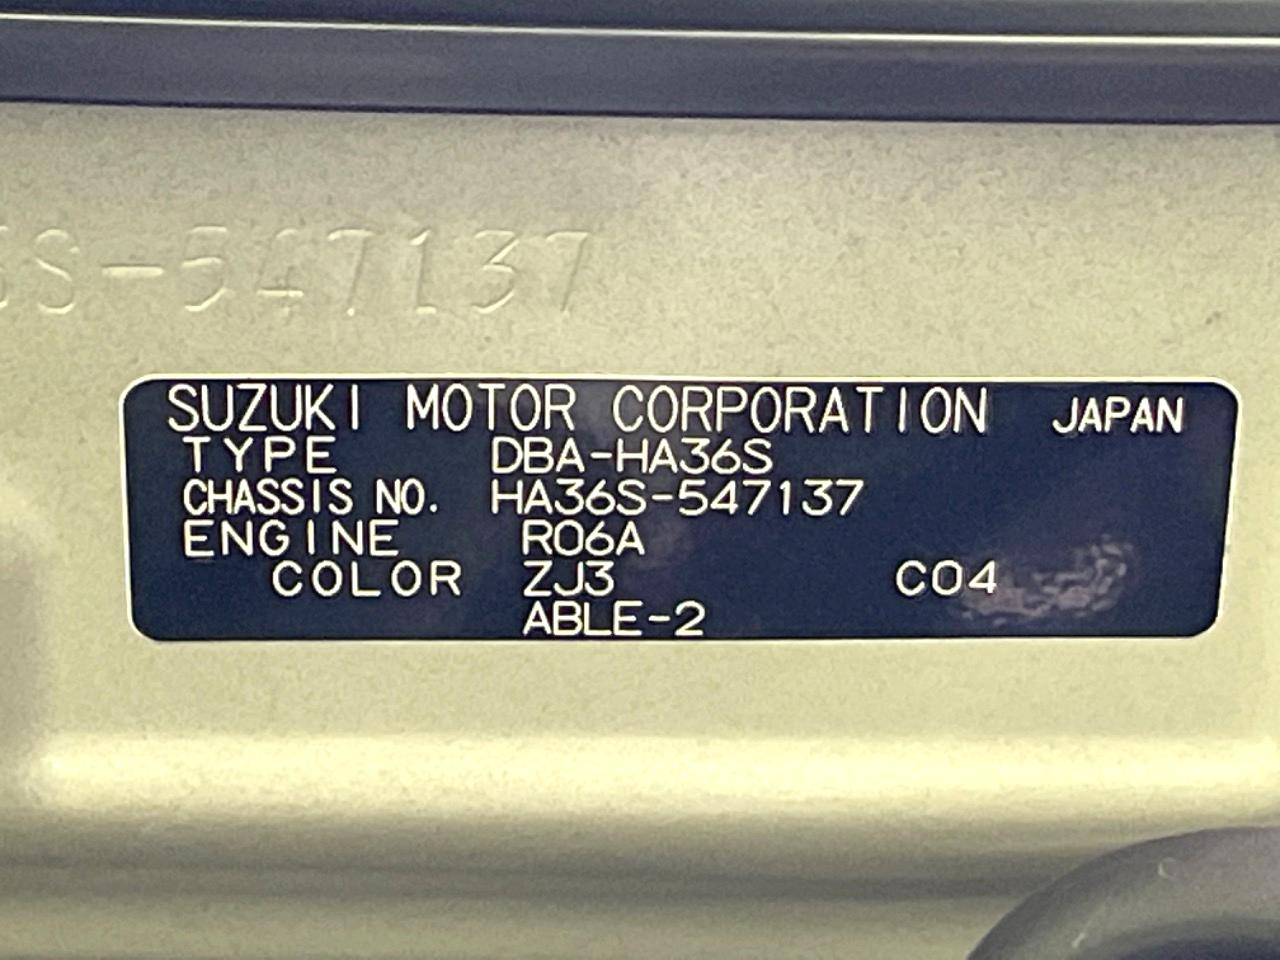 6S-547137
SUZUKI MOTOR CORPORATION JAPAN
TYPE DBA-HA36S
CHASSIS NO. HA36S-547137
ENGINE R06A
COLOR ZJ3 C04
ABLE-2